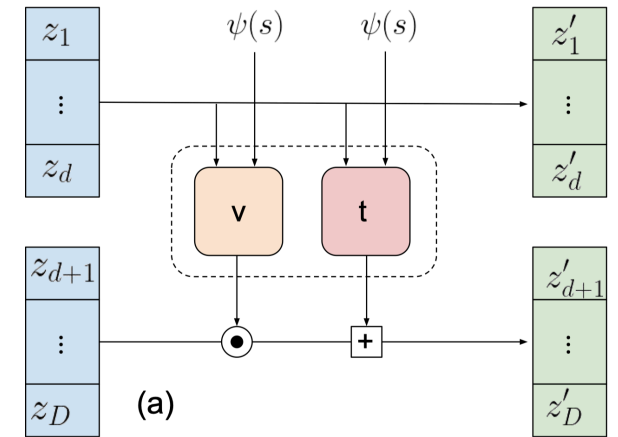 z_1 ψ(s) ψ(s) z'_1
⋮ ⋮
z_d z'_d
v t
z_{d+1} z'_{d+1}
⋮ + ⋮
z_D (a) z'_D